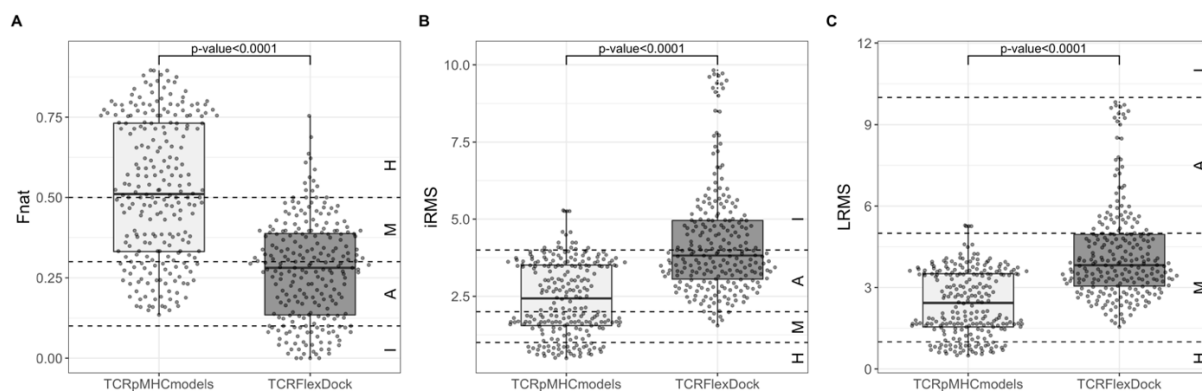 A
p-value<0.0001
Fnat
0.75
0.50
0.25
0.00
H
M
A
I
TCRpMHCmodels TCRFlexDock
B
p-value<0.0001
iRMS
10.0
7.5
5.0
2.5
I
A
M
H
TCRpMHCmodels TCRFlexDock
C
p-value<0.0001
LRMS
12
9
6
3
0
I
A
M
H
TCRpMHCmodels TCRFlexDock